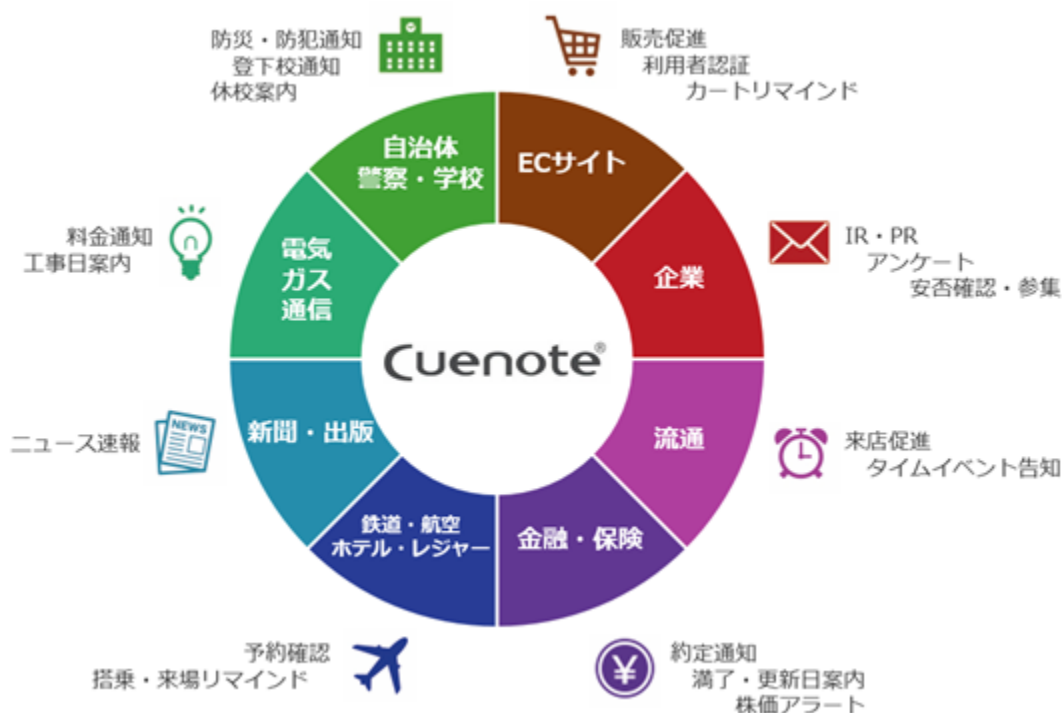 防災・防犯通知
登下校通知
休校案内
販売促進
利用者認証
カートリマインド
自治体
警察・学校
ECサイト
料金通知
工事日案内
電気
ガス
通信
企業
IR・PR
アンケート
安否確認・参集
Cuenote®
ニュース速報
NEWS
新聞・出版
流通
来店促進
タイムイベント告知
鉄道・航空
ホテル・レジャー
金融・保険
予約確認
搭乗・来場リマインド
¥
約定通知
満了・更新日案内
株価アラート